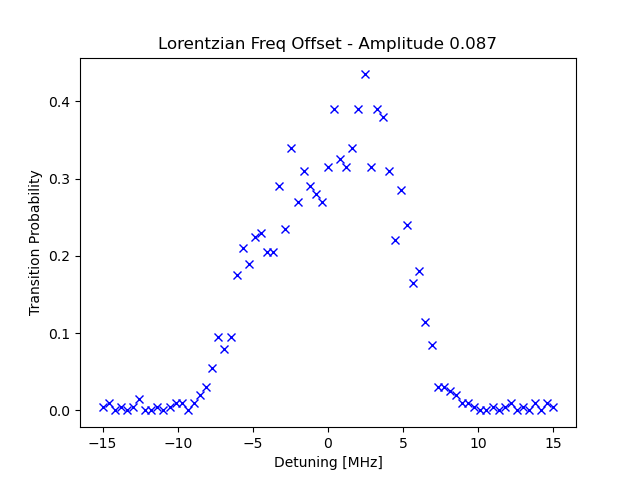 Lorentzian Freq Offset - Amplitude 0.087
Transition Probability
0.4
0.3
0.2
0.1
0.0
−15 −10 −5 0 5 10 15
Detuning [MHz]